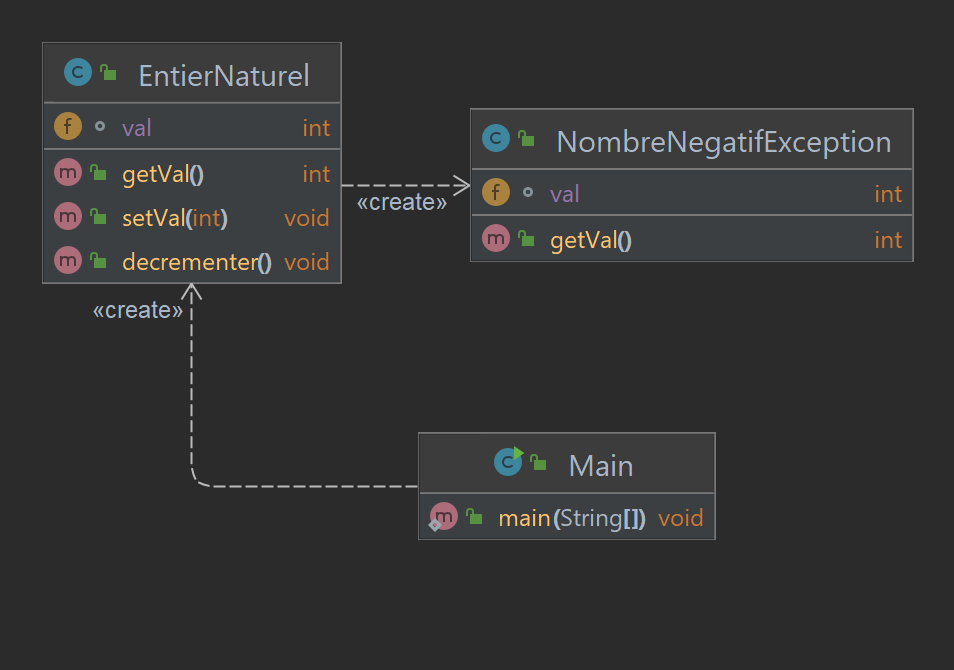 EntierNaturel
val int
getVal() int
setVal(int) void
decrementer() void
«create»
NombreNegatifException
val int
getVal() int
«create»
Main
main(String[]) void